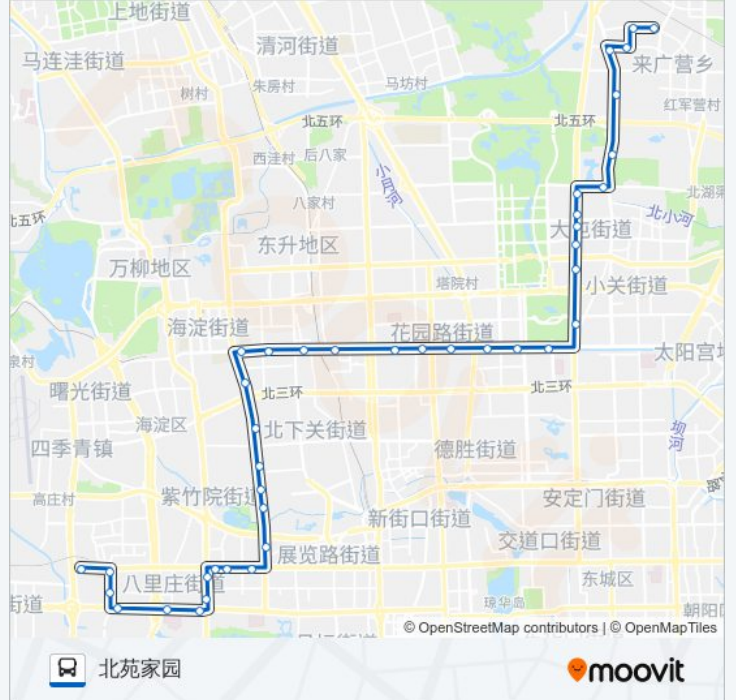 上地街道
清河街道
马连洼街道
来广营乡
朱房村
马坊村
树村
红军营村
北五环
北五环
西洼村
后八家
小月河
八家村
北湖渠
北五环
北小河
大屯街道
东升地区
万柳地区
塔院村
小关街道
海淀街道
花园路街道
太阳宫地
泉村
曙光街道
北三环
北三环
海淀区
坝河
北下关街道
四季青镇
德胜街道
高庄村
紫竹院街道
安定门街道
新街口街道
交道口街道
展览路街道
八里庄街道
东城区
街道
琼华岛
朝阳
© OpenStreetMap contributors | © OpenMapTiles
北苑家园
moovit